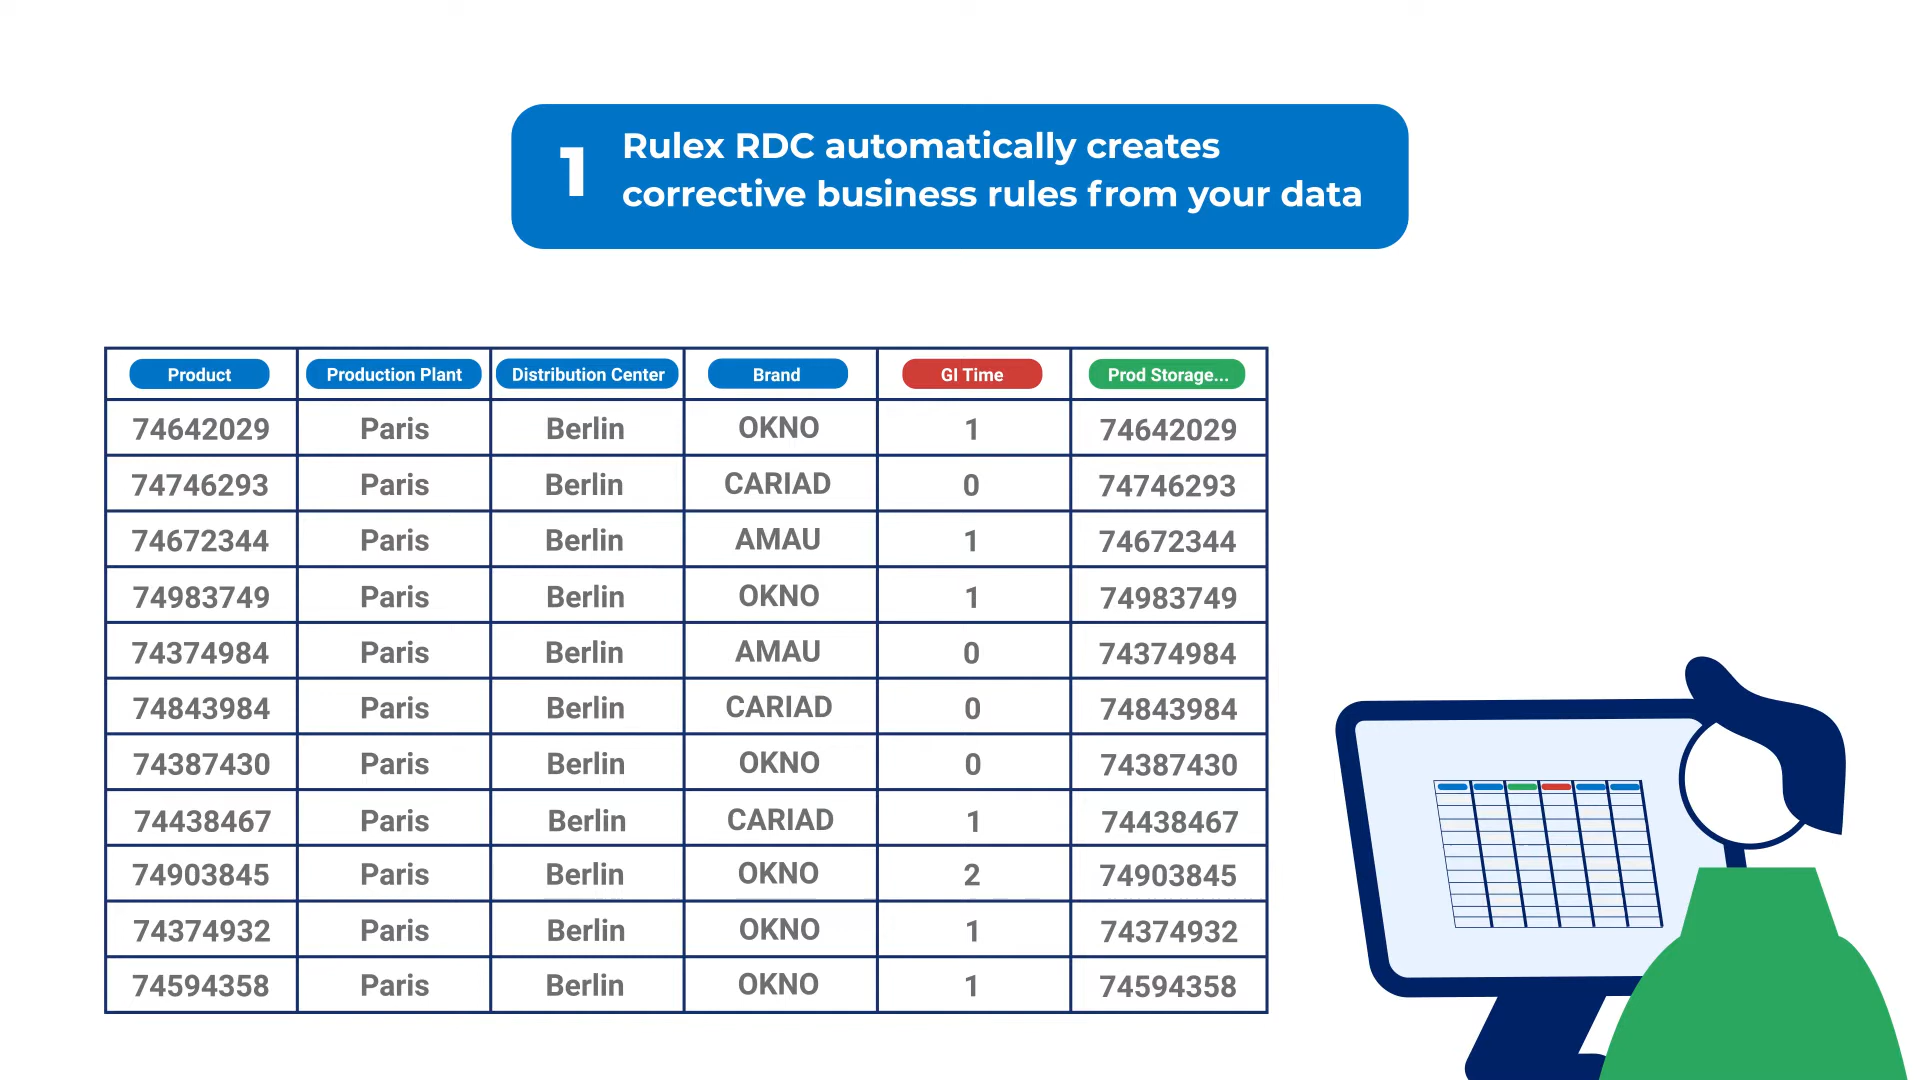 1
Rulex RDC automatically creates
corrective business rules from your data
Product Production Plant Distribution Center Brand GI Time Prod Storage...
74642029 Paris Berlin OKNO 1 74642029
74746293 Paris Berlin CARIAD 0 74746293
74672344 Paris Berlin AMAU 1 74672344
74983749 Paris Berlin OKNO 1 74983749
74374984 Paris Berlin AMAU 0 74374984
74843984 Paris Berlin CARIAD 0 74843984
74387430 Paris Berlin OKNO 0 74387430
74438467 Paris Berlin CARIAD 1 74438467
74903845 Paris Berlin OKNO 2 74903845
74374932 Paris Berlin OKNO 1 74374932
74594358 Paris Berlin OKNO 1 74594358